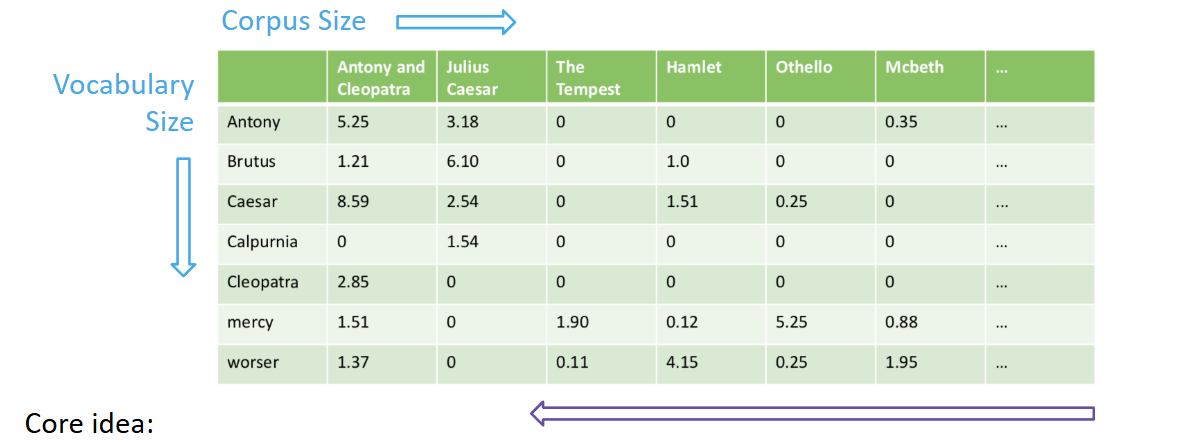 Corpus Size
Vocabulary
Size
Antony and Cleopatra Julius Caesar The Tempest Hamlet Othello Mcbeth ...
Antony 5.25 3.18 0 0 0 0.35 ...
Brutus 1.21 6.10 0 1.0 0 0 ...
Caesar 8.59 2.54 0 1.51 0.25 0 ...
Calpurnia 0 1.54 0 0 0 0 ...
Cleopatra 2.85 0 0 0 0 0 ...
mercy 1.51 0 1.90 0.12 5.25 0.88 ...
worser 1.37 0 0.11 4.15 0.25 1.95 ...
Core idea: